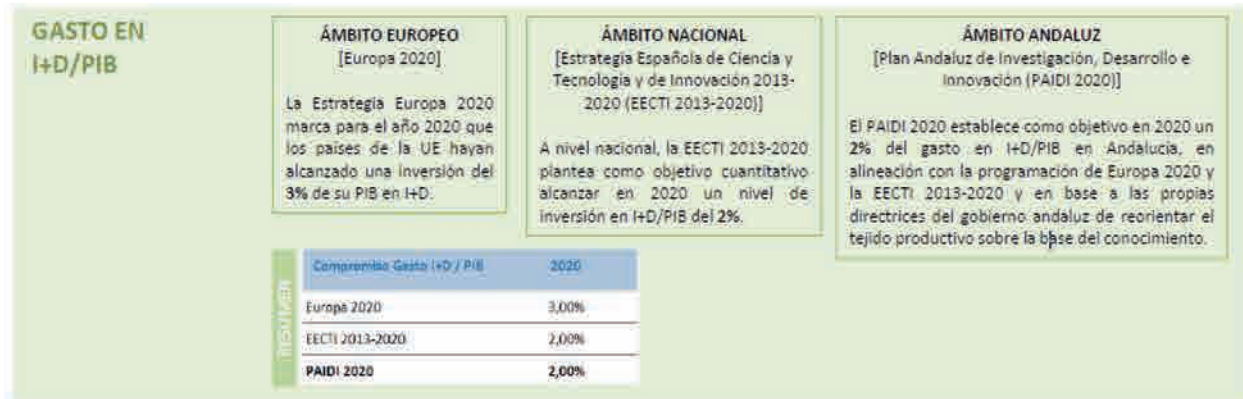 GASTO EN
I+D/PIB
ÁMBITO EUROPEO
[Europa 2020]
La Estrategia Europa 2020
marca para el año 2020 que
los países de la UE hayan
alcanzado una inversión del
3% de su PIB en I+D.
ÁMBITO NACIONAL
[Estrategia Española de Ciencia y
Tecnología y de Innovación 2013-
2020 (EECTI 2013-2020)]
A nivel nacional, la EECTI 2013-2020
plantea como objetivo cuantitativo
alcanzar en 2020 un nivel de
inversión en I+D/PIB del 2%.
ÁMBITO ANDALUZ
[Plan Andaluz de Investigación, Desarrollo e
Innovación (PAIDI 2020)]
El PAIDI 2020 establece como objetivo en 2020 un
2% del gasto en I+D/PIB en Andalucía, en
alineación con la programación de Europa 2020 y
la EECTI 2013-2020 y en base a las propias
directrices del gobierno andaluz de reorientar el
tejido productivo sobre la base del conocimiento.
RESUMEN
Compromiso Gasto I+D / PIB 2020
Europa 2020 3,00%
EECTI 2013-2020 2,00%
PAIDI 2020 2,00%